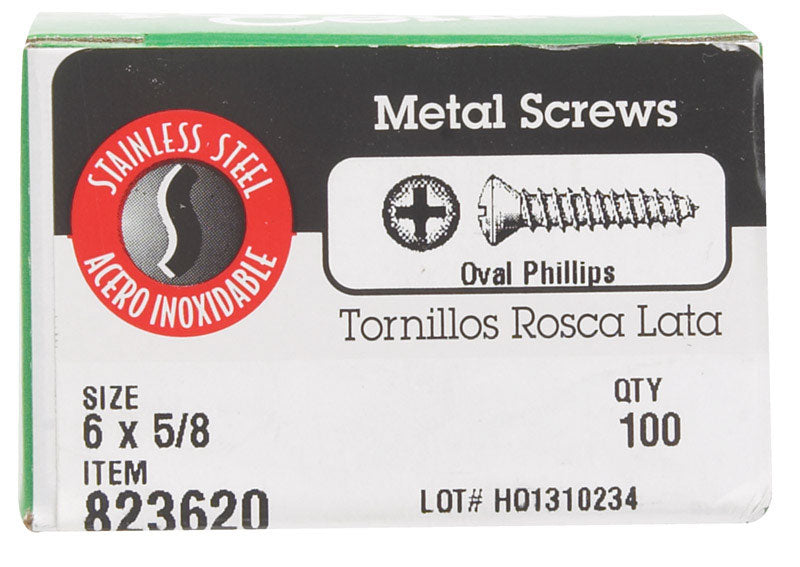 Metal Screws
STAINLESS STEEL
ACERO INOXIDABLE
Oval Phillips
Tornillos Rosca Lata
SIZE
6 x 5/8
QTY
100
ITEM
823620
LOT# HO1310234